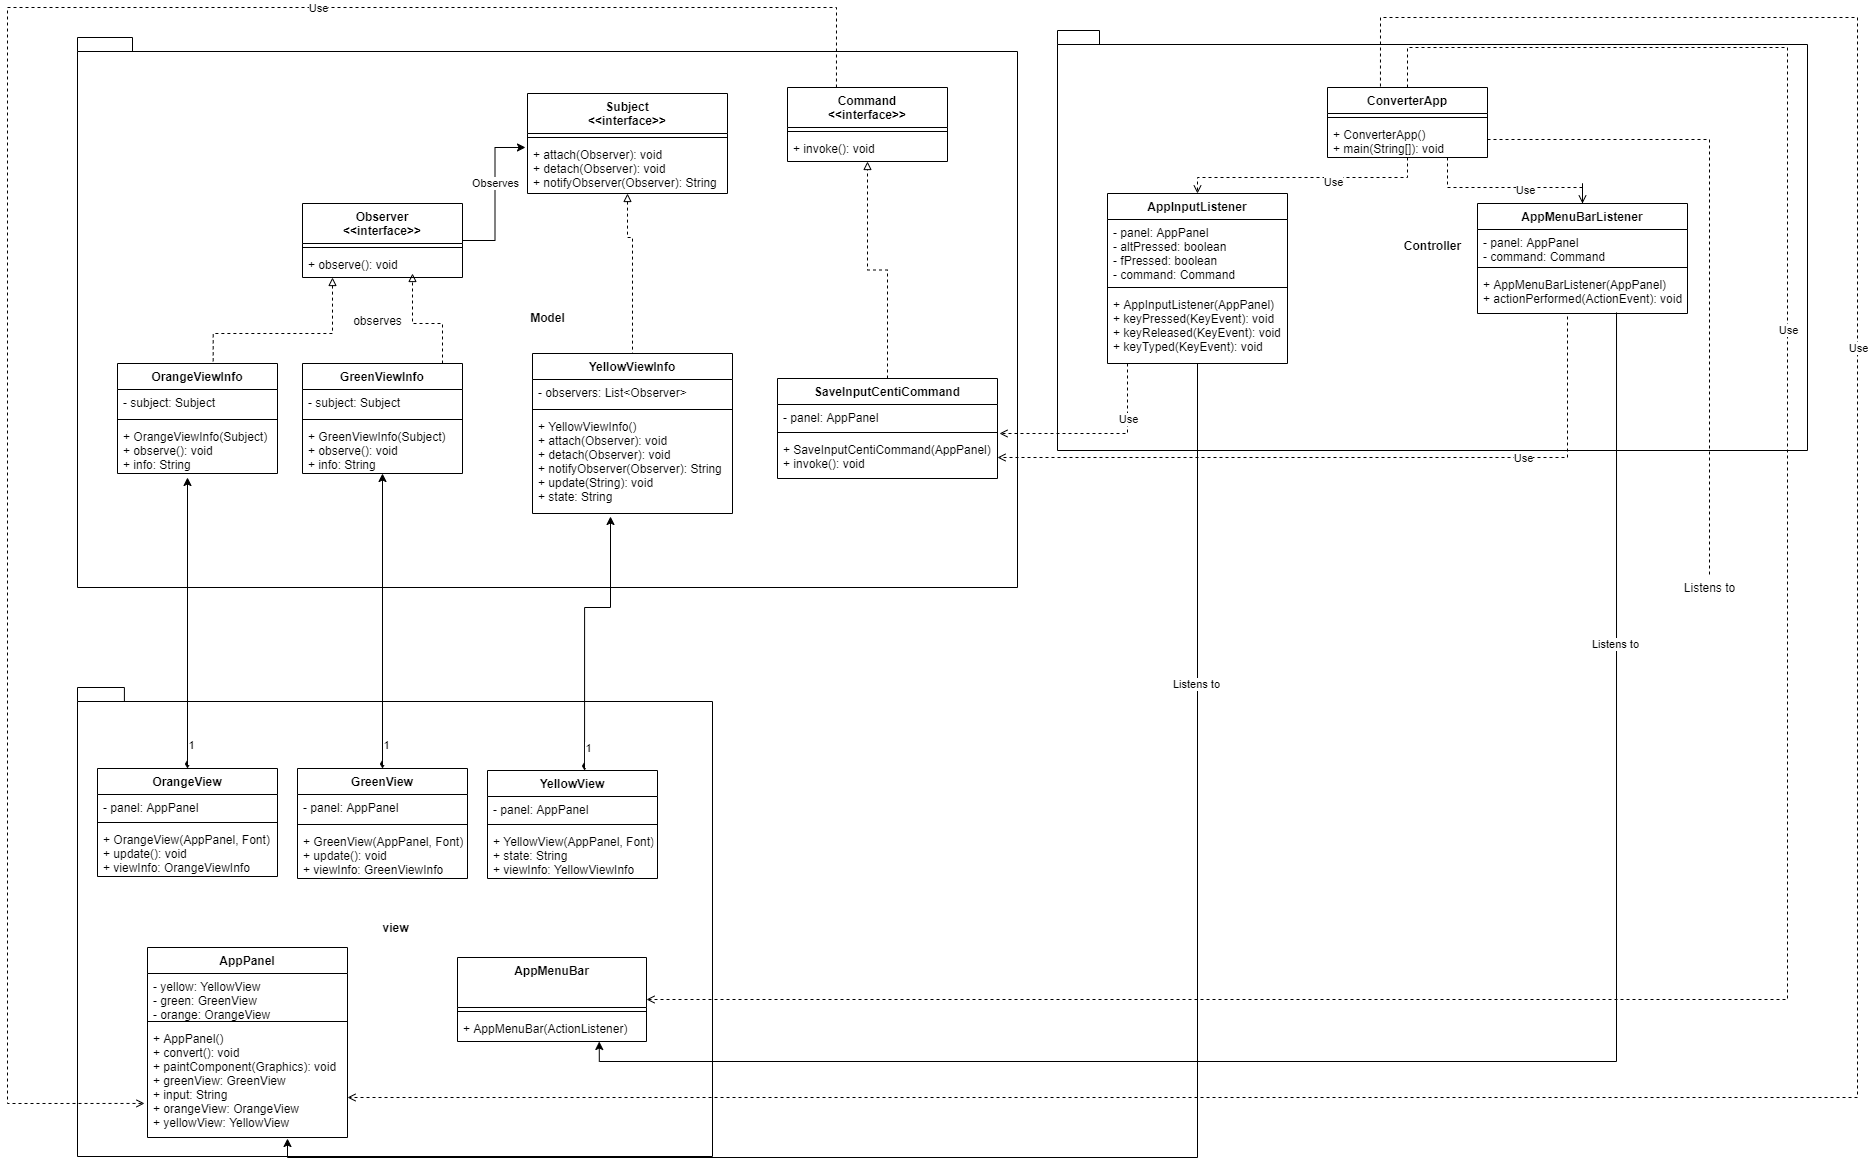 Use
Subject
<<interface>>
+ attach(Observer): void
+ detach(Observer): void
+ notifyObserver(Observer): String
Command
<<interface>>
+ invoke(): void
Observes
Observer
<<interface>>
+ observe(): void
observes
Model
OrangeViewInfo
- subject: Subject
+ OrangeViewInfo(Subject)
+ observe(): void
+ info: String
GreenViewInfo
- subject: Subject
+ GreenViewInfo(Subject)
+ observe(): void
+ info: String
YellowViewInfo
- observers: List<Observer>
+ YellowViewInfo()
+ attach(Observer): void
+ detach(Observer): void
+ notifyObserver(Observer): String
+ update(String): void
+ state: String
SaveInputCentiCommand
- panel: AppPanel
+ SaveInputCentiCommand(AppPanel)
+ invoke(): void
ConverterApp
+ ConverterApp()
+ main(String[]): void
Use
Use
AppInputListener
- panel: AppPanel
- altPressed: boolean
- fPressed: boolean
- command: Command
+ AppInputListener(AppPanel)
+ keyPressed(KeyEvent): void
+ keyReleased(KeyEvent): void
+ keyTyped(KeyEvent): void
Controller
AppMenuBarListener
- panel: AppPanel
- command: Command
+ AppMenuBarListener(AppPanel)
+ actionPerformed(ActionEvent): void
Use
Use
Use
Use
Listens to
Listens to
Listens to
1
1
1
OrangeView
- panel: AppPanel
+ OrangeView(AppPanel, Font)
+ update(): void
+ viewInfo: OrangeViewInfo
GreenView
- panel: AppPanel
+ GreenView(AppPanel, Font)
+ update(): void
+ viewInfo: GreenViewInfo
YellowView
- panel: AppPanel
+ YellowView(AppPanel, Font)
+ state: String
+ viewInfo: YellowViewInfo
view
AppPanel
- yellow: YellowView
- green: GreenView
- orange: OrangeView
+ AppPanel()
+ convert(): void
+ paintComponent(Graphics): void
+ greenView: GreenView
+ input: String
+ orangeView: OrangeView
+ yellowView: YellowView
AppMenuBar
+ AppMenuBar(ActionListener)